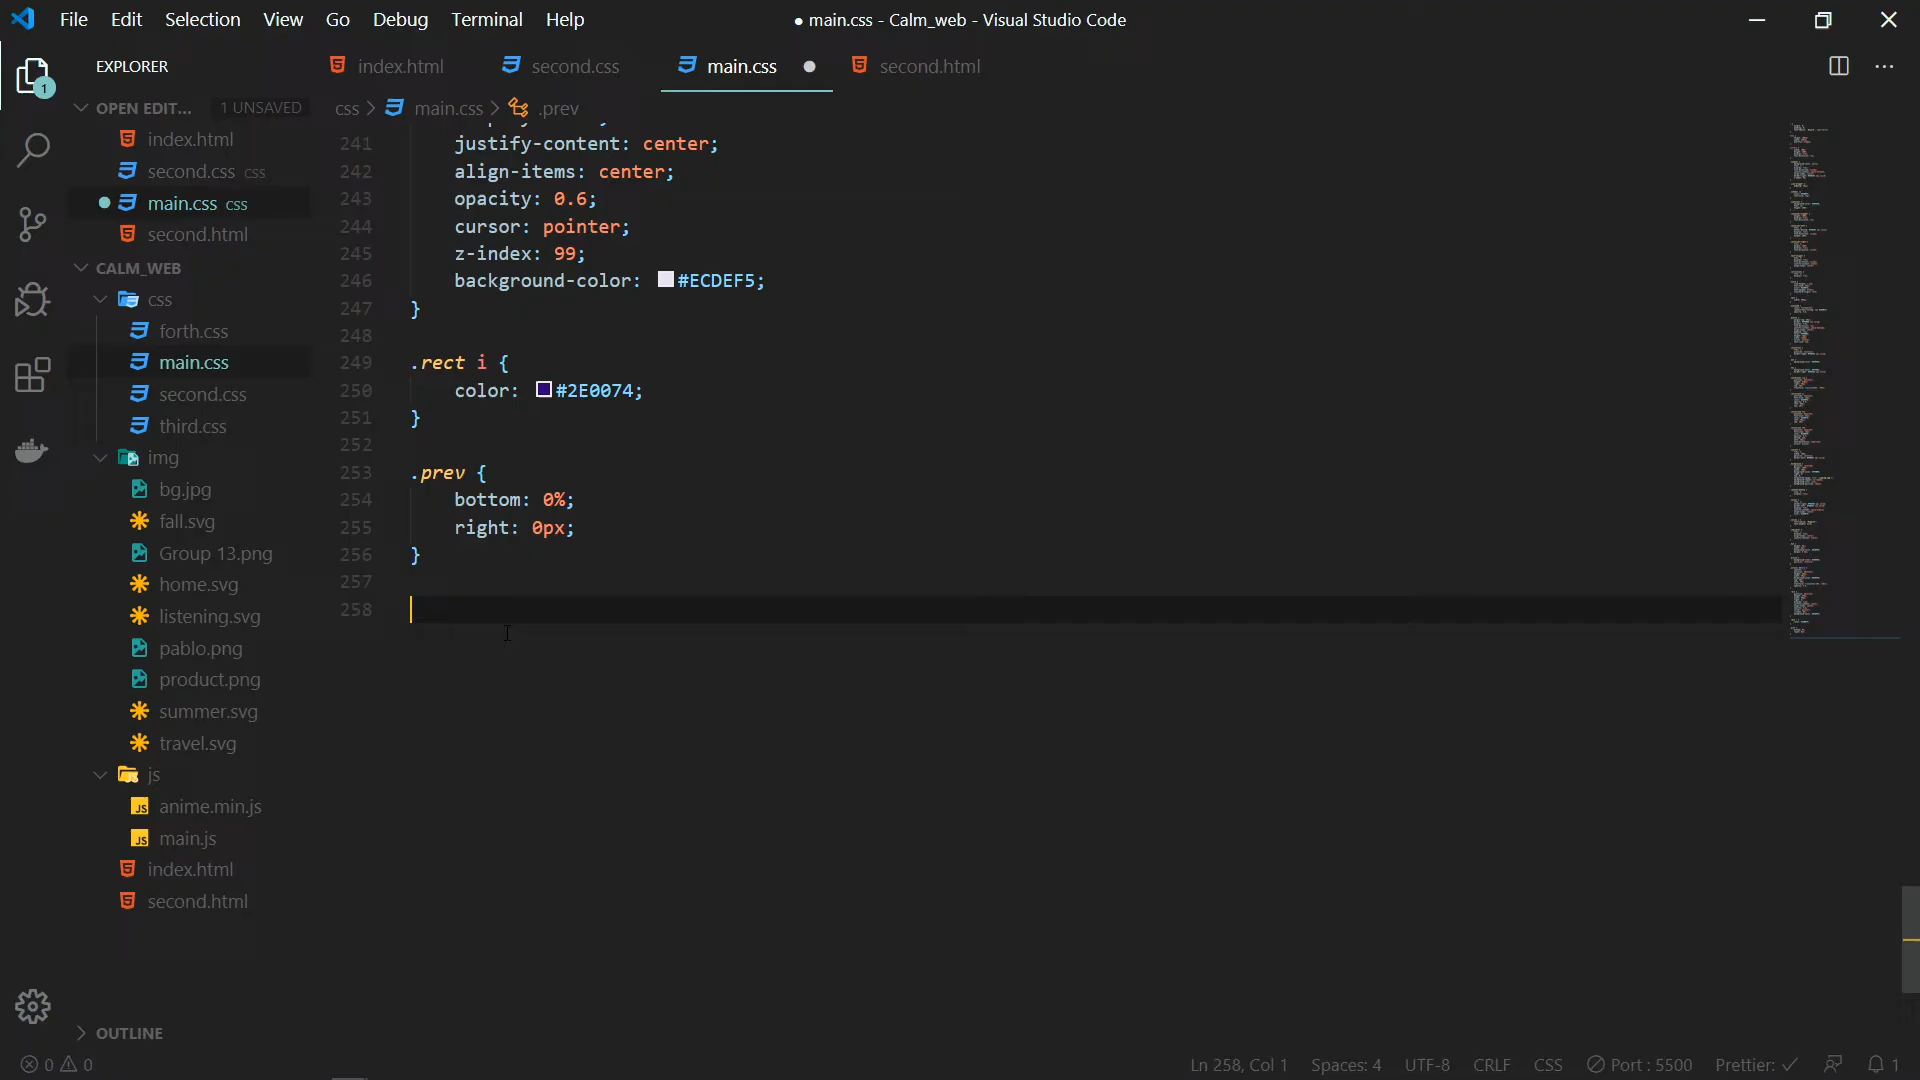 File Edit Selection View Go Debug Terminal Help
● main.css - Calm_web - Visual Studio Code
EXPLORER
1
OPEN EDIT... 1 UNSAVED
index.html
second.css css
main.css css
second.html
CALM_WEB
css
forth.css
main.css
second.css
third.css
img
bg.jpg
fall.svg
Group 13.png
home.svg
listening.svg
pablo.png
product.png
summer.svg
travel.svg
js
JS anime.min.js
JS main.js
index.html
second.html
OUTLINE
index.html second.css main.css ● second.html
css > main.css > .prev
241 justify-content: center;
242 align-items: center;
243 opacity: 0.6;
244 cursor: pointer;
245 z-index: 99;
246 background-color: #ECDEF5;
247 }
248
249 .rect i {
250 color: #2E0074;
251 }
252
253 .prev {
254 bottom: 0%;
255 right: 0px;
256 }
257
258
0 0
Ln 258, Col 1 Spaces: 4 UTF-8 CRLF CSS Port : 5500 Prettier: ✓ 1